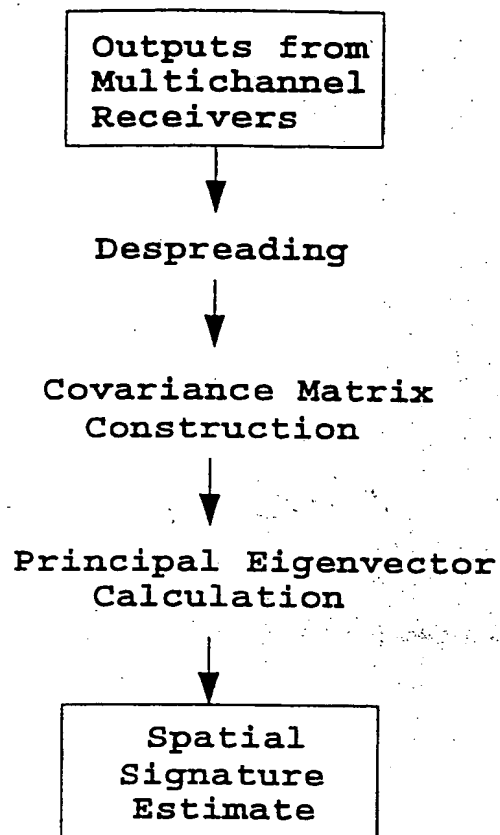 Outputs from
Multichannel
Receivers
Despreading
Covariance Matrix
Construction
Principal Eigenvector
Calculation
Spatial
Signature
Estimate